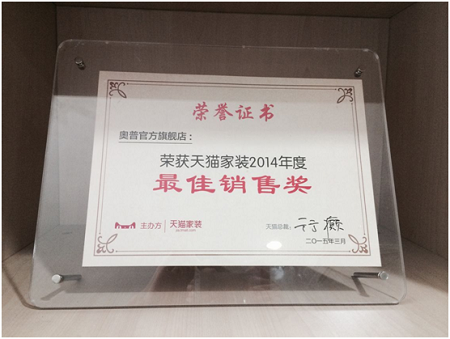 荣誉证书
奥普官方旗舰店：
荣获天猫家装2014年度
最佳销售奖
主办方 天猫家装
天猫总裁：
二〇一五年三月